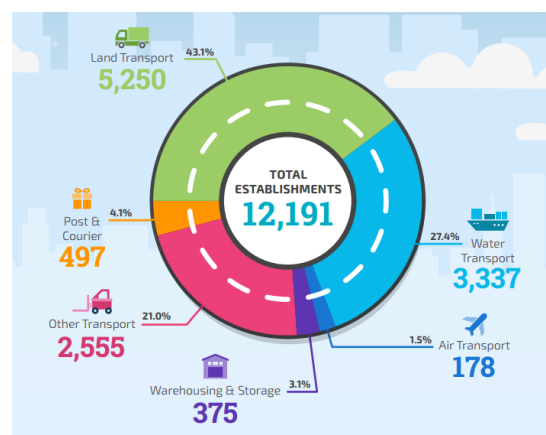 43.1%
Land Transport
5,250
TOTAL
ESTABLISHMENTS
12,191
4.1%
Post &
Courier
497
27.4%
Water
Transport
3,337
21.0%
Other Transport
2,555
1.5%
Air Transport
178
3.1%
Warehousing & Storage
375